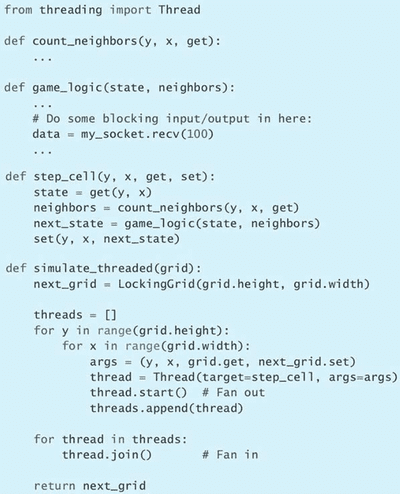 from threading import Thread

def count_neighbors(y, x, get):
    ...

def game_logic(state, neighbors):
    ...
    # Do some blocking input/output in here:
    data = my_socket.recv(100)
    ...

def step_cell(y, x, get, set):
    state = get(y, x)
    neighbors = count_neighbors(y, x, get)
    next_state = game_logic(state, neighbors)
    set(y, x, next_state)

def simulate_threaded(grid):
    next_grid = LockingGrid(grid.height, grid.width)

    threads = []
    for y in range(grid.height):
        for x in range(grid.width):
            args = (y, x, grid.get, next_grid.set)
            thread = Thread(target=step_cell, args=args)
            thread.start()  # Fan out
            threads.append(thread)

    for thread in threads:
        thread.join()       # Fan in

    return next_grid